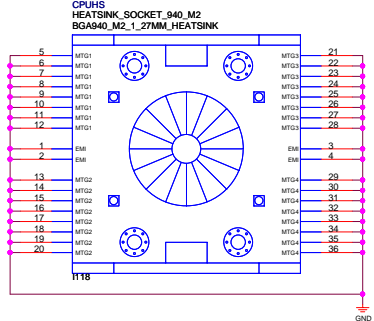 CPUHS
HEATSINK_SOCKET_940_M2
BGA940_M2_1_27MM_HEATSINK
5 MTG1 MTG3 21
6 MTG1 MTG3 22
7 MTG1 MTG3 23
8 MTG1 MTG3 24
9 MTG1 MTG3 25
10 MTG1 MTG3 26
11 MTG1 MTG3 27
12 MTG1 MTG3 28
1 EMI EMI 3
2 EMI EMI 4
13 MTG2 MTG4 29
14 MTG2 MTG4 30
15 MTG2 MTG4 31
16 MTG2 MTG4 32
17 MTG2 MTG4 33
18 MTG2 MTG4 34
19 MTG2 MTG4 35
20 MTG2 MTG4 36
I118
GND